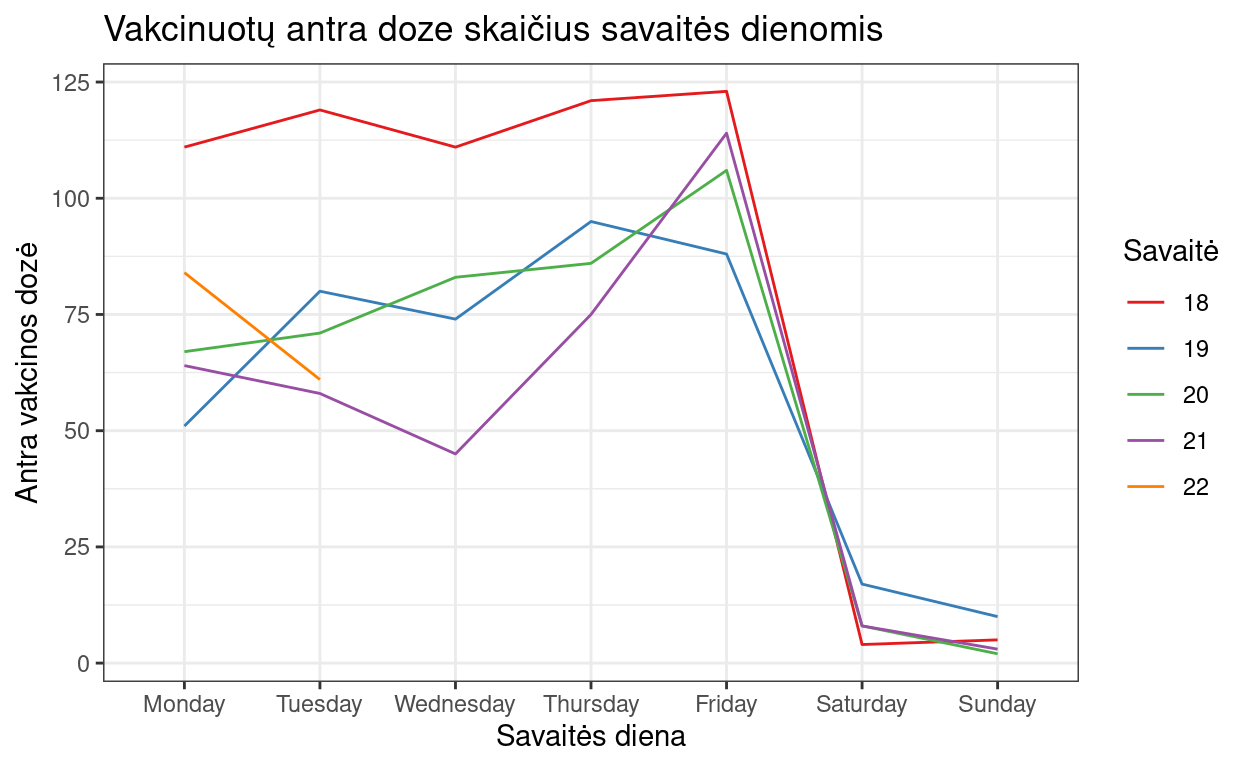 Vakcinuotų antra doze skaičius savaitės dienomis
Antra vakcinos dozė
125
100
75
50
25
0
Monday Tuesday Wednesday Thursday Friday Saturday Sunday
Savaitės diena
Savaitė
18
19
20
21
22